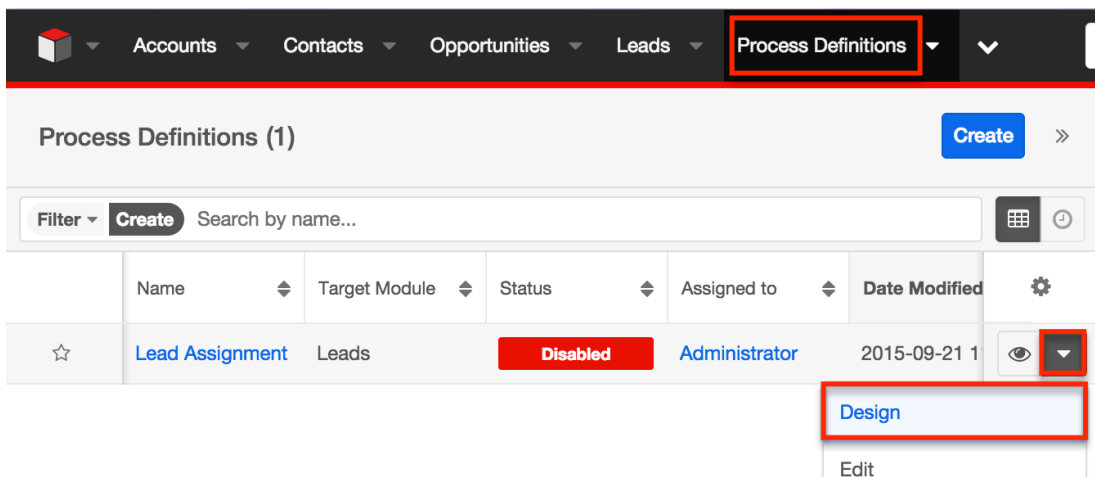 Accounts Contacts Opportunities Leads Process Definitions
Process Definitions (1) Create »
Filter Create Search by name...
Name Target Module Status Assigned to Date Modified
Lead Assignment Leads Disabled Administrator 2015-09-21 1
Design
Edit